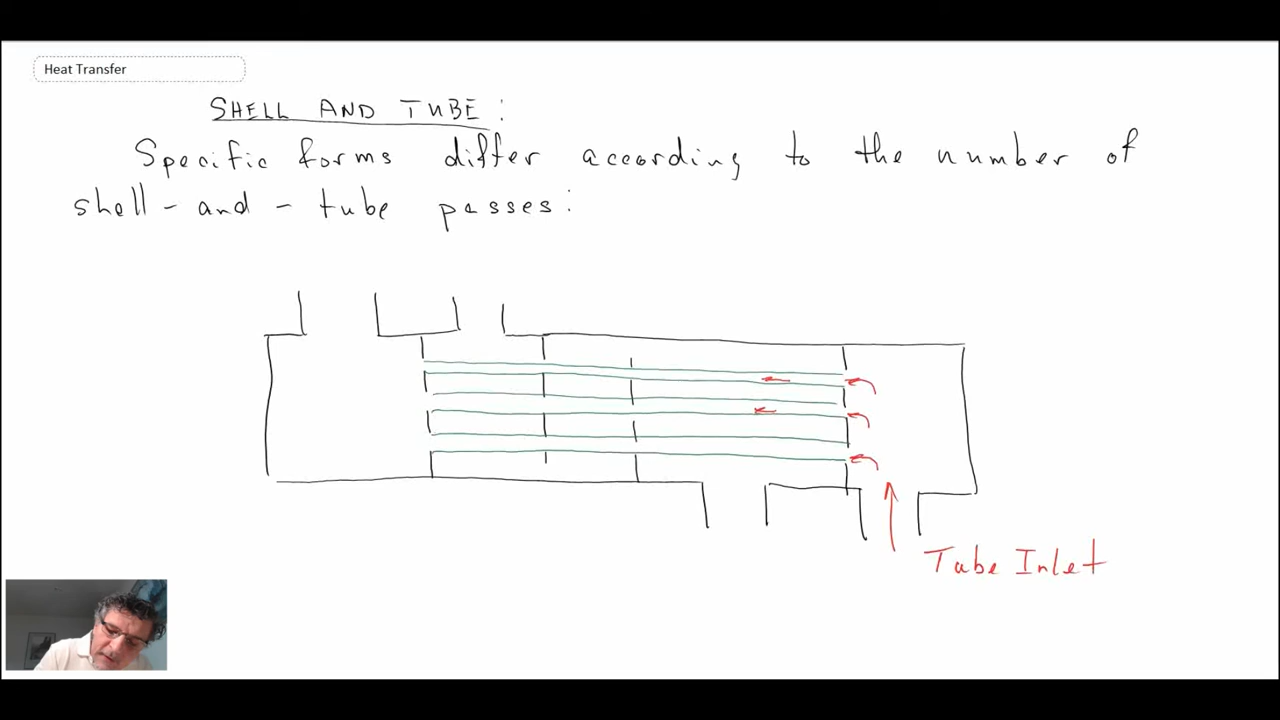 Heat Transfer
SHELL AND TUBE:
Specific forms differ according to the number of
shell-and-tube passes:
Tube Inlet